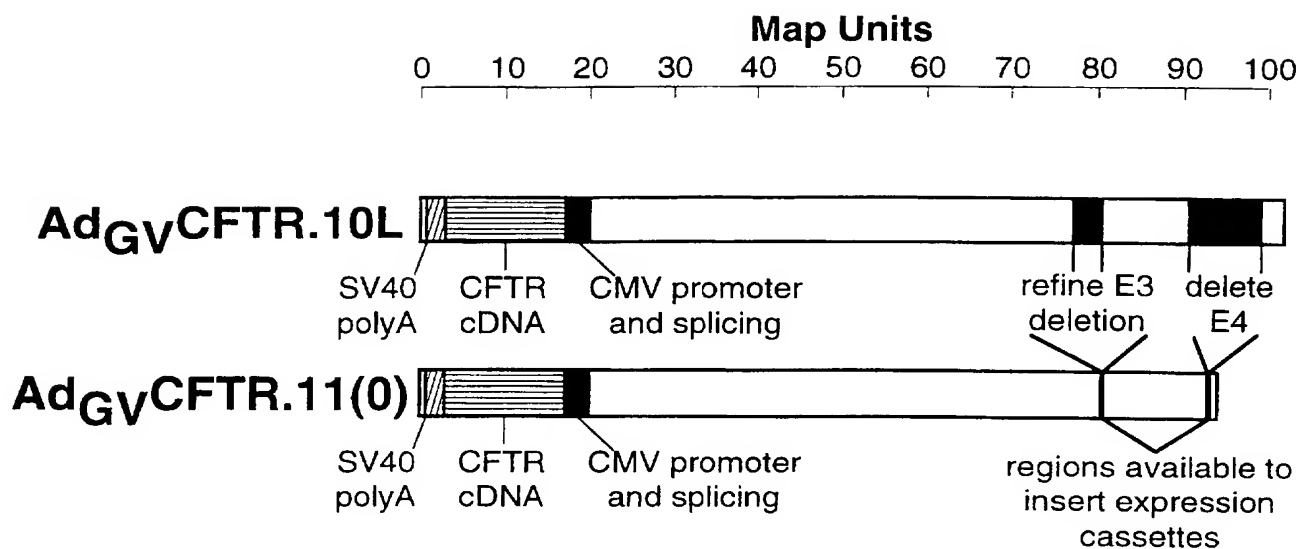 Map Units
0 10 20 30 40 50 60 70 80 90 100
AdGVCFTR.10L
SV40 polyA
CFTR cDNA
CMV promoter and splicing
refine E3 deletion
delete E4
AdGVCFTR.11(0)
SV40 polyA
CFTR cDNA
CMV promoter and splicing
regions available to
insert expression
cassettes